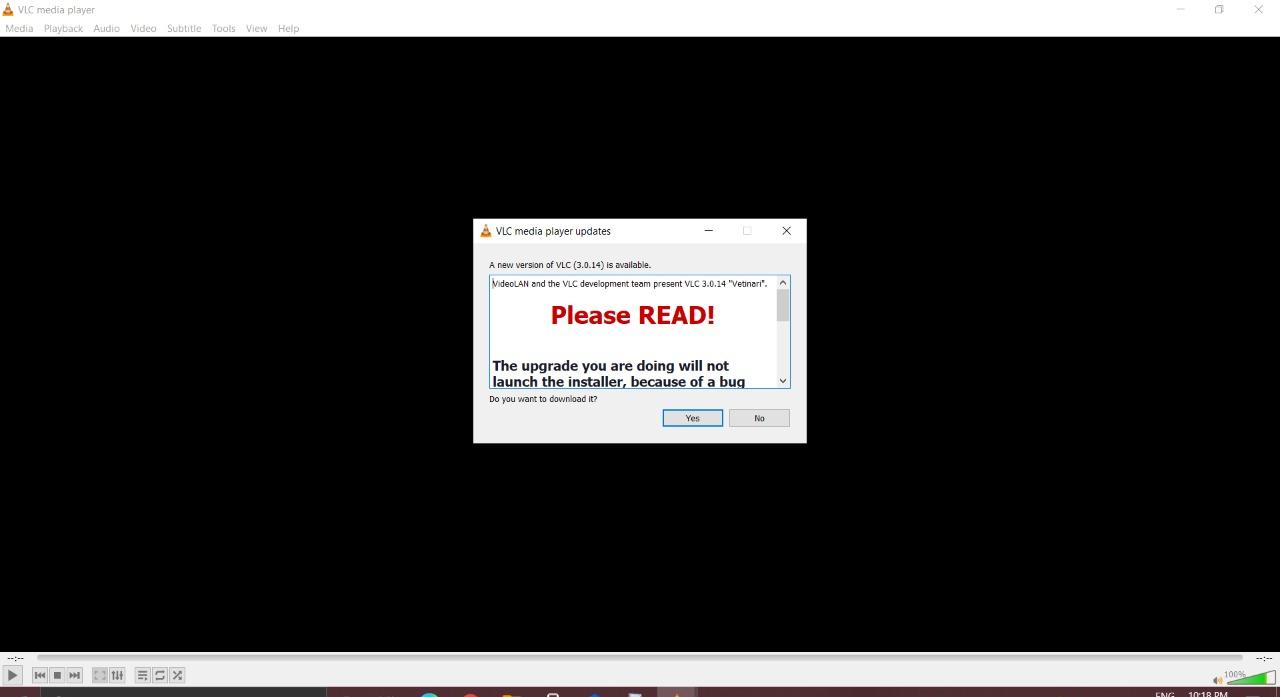 VLC media player
Media Playback Audio Video Subtitle Tools View Help
VLC media player updates
A new version of VLC (3.0.14) is available.
VideoLAN and the VLC development team present VLC 3.0.14 "Vetinari".
Please READ!
The upgrade you are doing will not
launch the installer, because of a bug
Do you want to download it?
Yes No
--:-- --:--
100%
ENG 10:18 PM